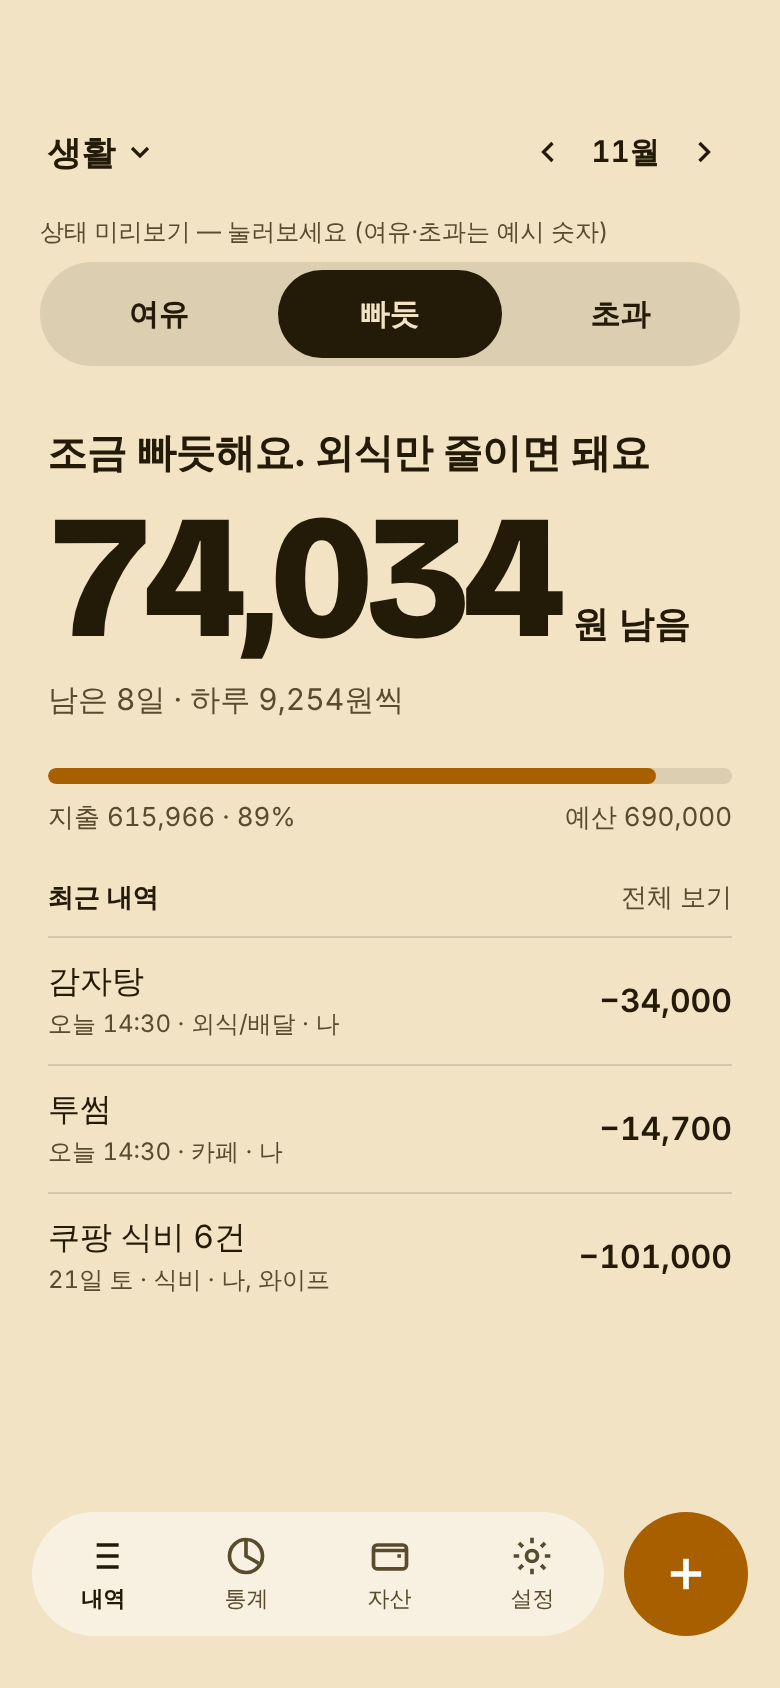 생활
11월
상태 미리보기 — 눌러보세요 (여유·초과는 예시 숫자)
여유 빠듯 초과
조금 빠듯해요. 외식만 줄이면 돼요
74,034 원 남음
남은 8일 · 하루 9,254원씩
지출 615,966 · 89% 예산 690,000
최근 내역 전체 보기
감자탕
오늘 14:30 · 외식/배달 · 나
−34,000
투썸
오늘 14:30 · 카페 · 나
−14,700
쿠팡 식비 6건
21일 토 · 식비 · 나, 와이프
−101,000
내역 통계 자산 설정